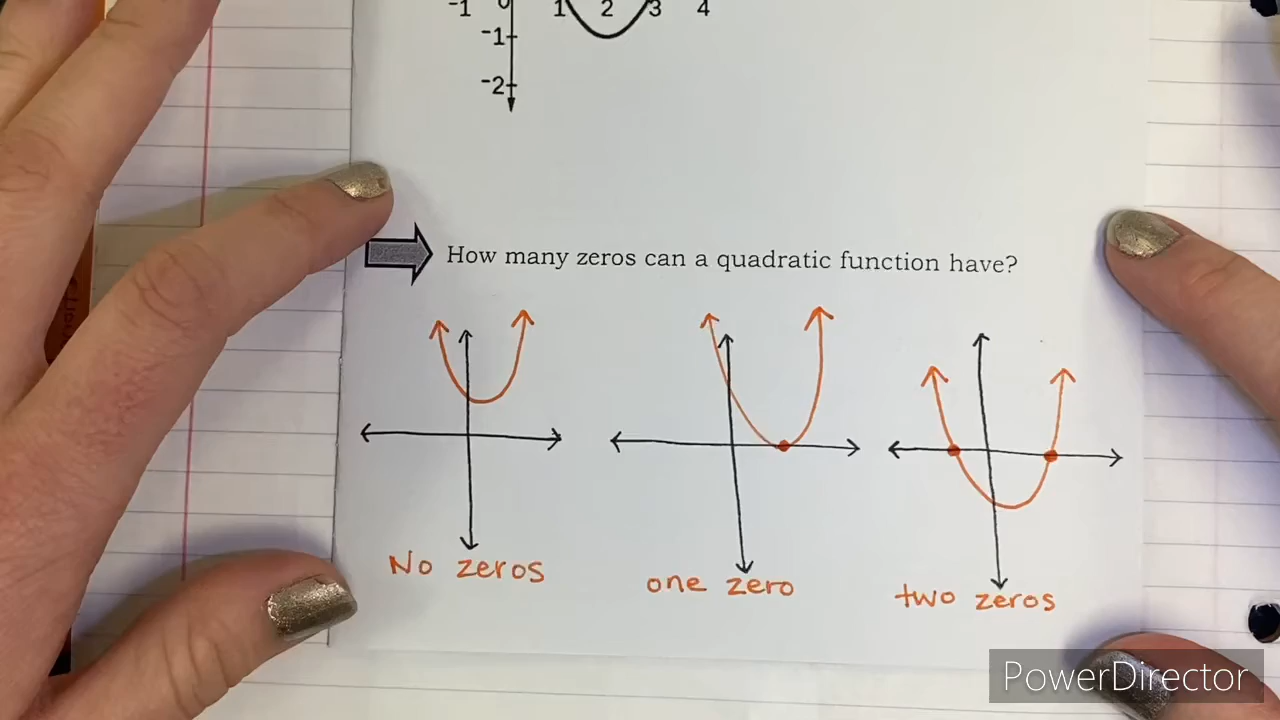 -1 0 1 2 3 4
-1
-2
How many zeros can a quadratic function have?
No zeros
one zero
two zeros
PowerDirector